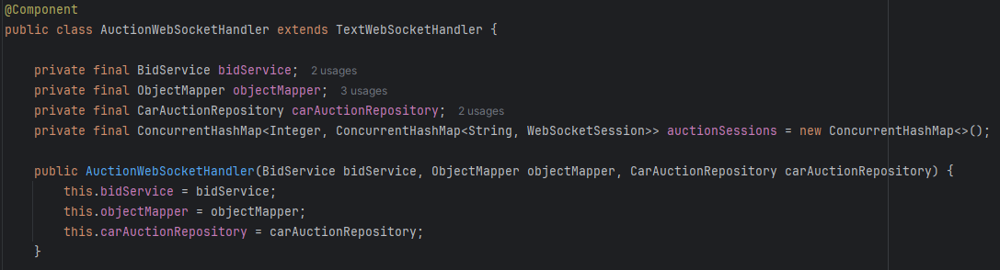 @Component
public class AuctionWebSocketHandler extends TextWebSocketHandler {
private final BidService bidService; 2 usages
private final ObjectMapper objectMapper; 3 usages
private final CarAuctionRepository carAuctionRepository; 2 usages
private final ConcurrentHashMap<Integer, ConcurrentHashMap<String, WebSocketSession>> auctionSessions = new ConcurrentHashMap<>();
public AuctionWebSocketHandler(BidService bidService, ObjectMapper objectMapper, CarAuctionRepository carAuctionRepository) {
this.bidService = bidService;
this.objectMapper = objectMapper;
this.carAuctionRepository = carAuctionRepository;
}